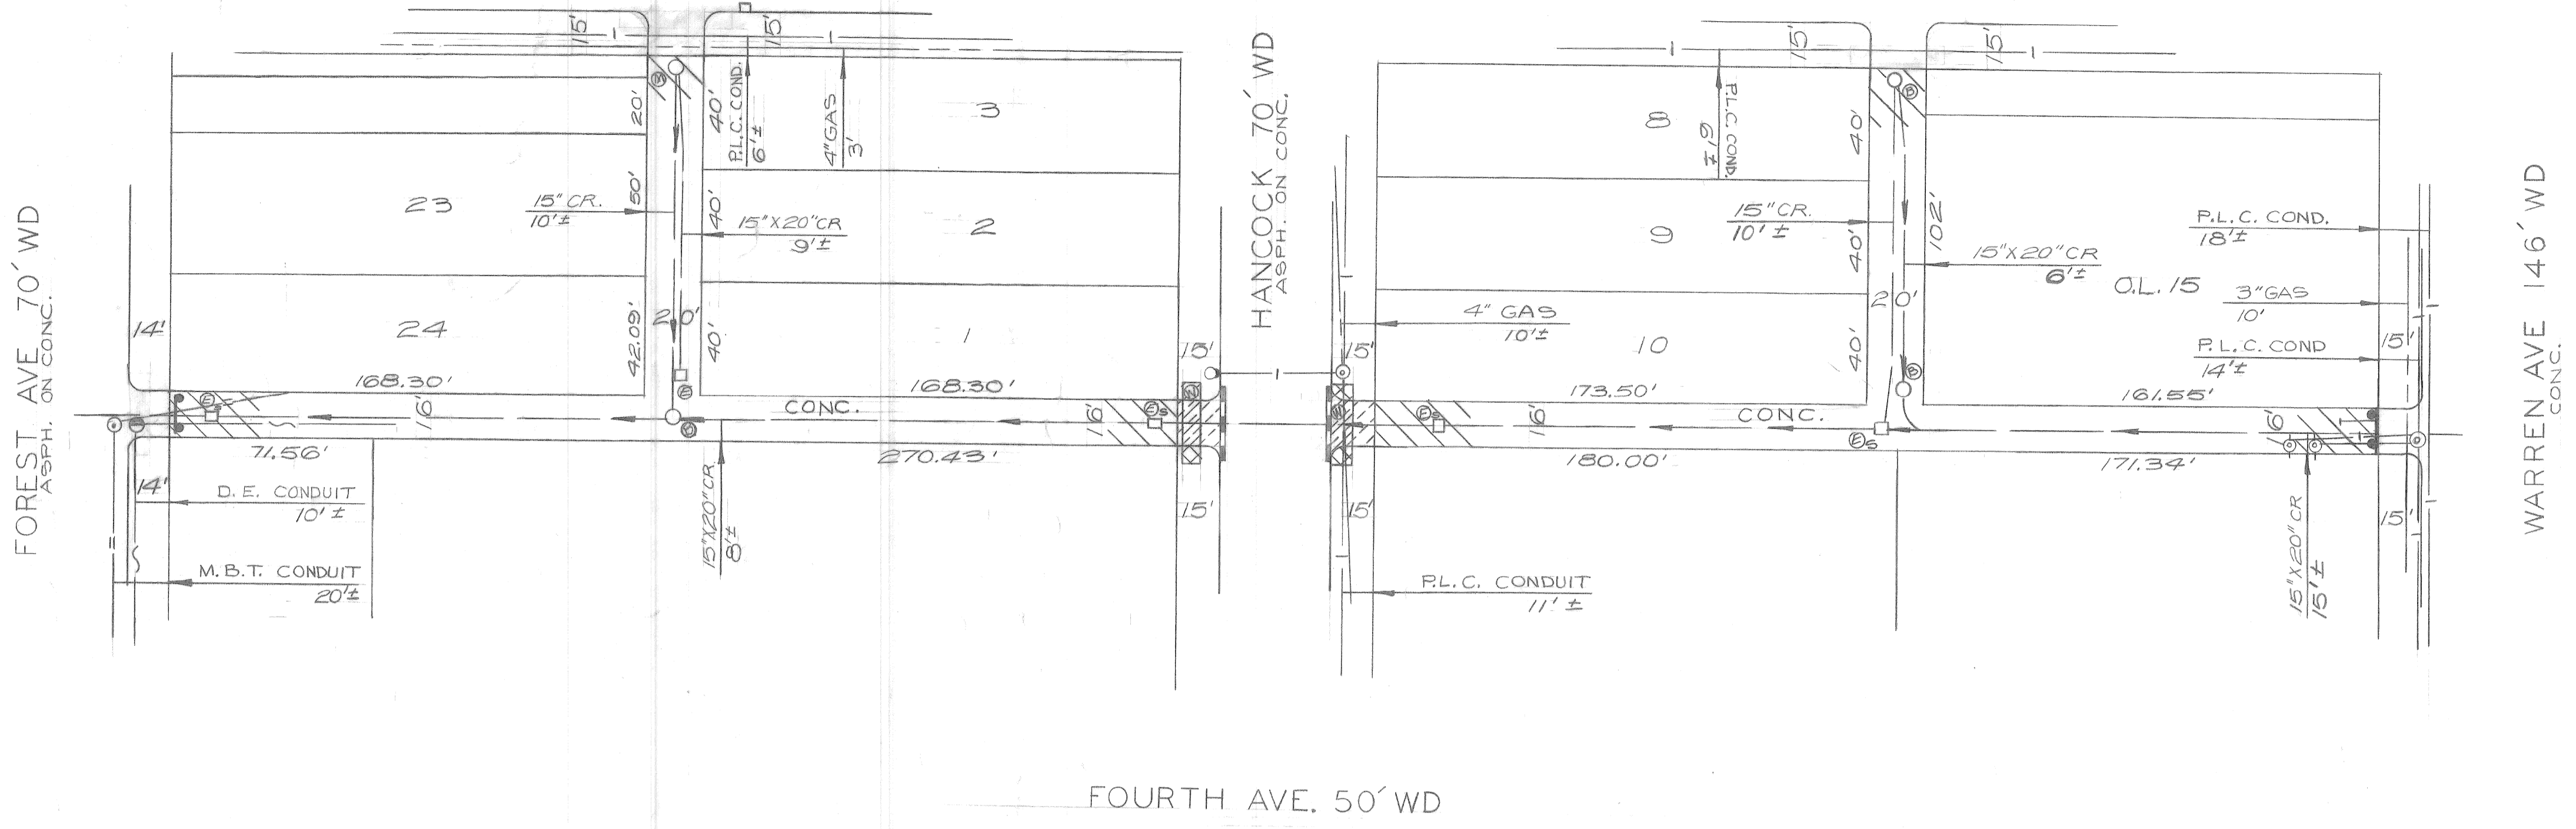 FOREST AVE. 70' WD
ASPH. ON CONC.
15'
15'
20'
40'
P.L.C. COND.
6'±
4" GAS
3'
3
23
50'
15" CR.
10'±
40'
15"X20" CR
9'±
2
24
42.09'
20'
40'
1
14'
168.30'
168.30'
15'
16'
CONC.
16'
71.56'
270.43'
14'
D.E. CONDUIT
10'±
15"X20" CR
8'±
15'
M.B.T. CONDUIT
20'±
HANCOCK 70' WD
ASPH. ON CONC.
15'
15'
8
P.L.C. COND.
6'±
40'
9
15" CR.
10'±
40'
102'
P.L.C. COND.
18'±
15"X20" CR
6'±
O.L. 15
3" GAS
10'
20'
4" GAS
10'±
10
40'
P.L.C. COND
14'±
15'
15'
173.50'
161.55'
16'
CONC.
16'
180.00'
171.34'
15'
15'
15"X20" CR
15'±
P.L.C. CONDUIT
11'±
WARREN AVE 146' WD
CONC.
FOURTH AVE. 50' WD